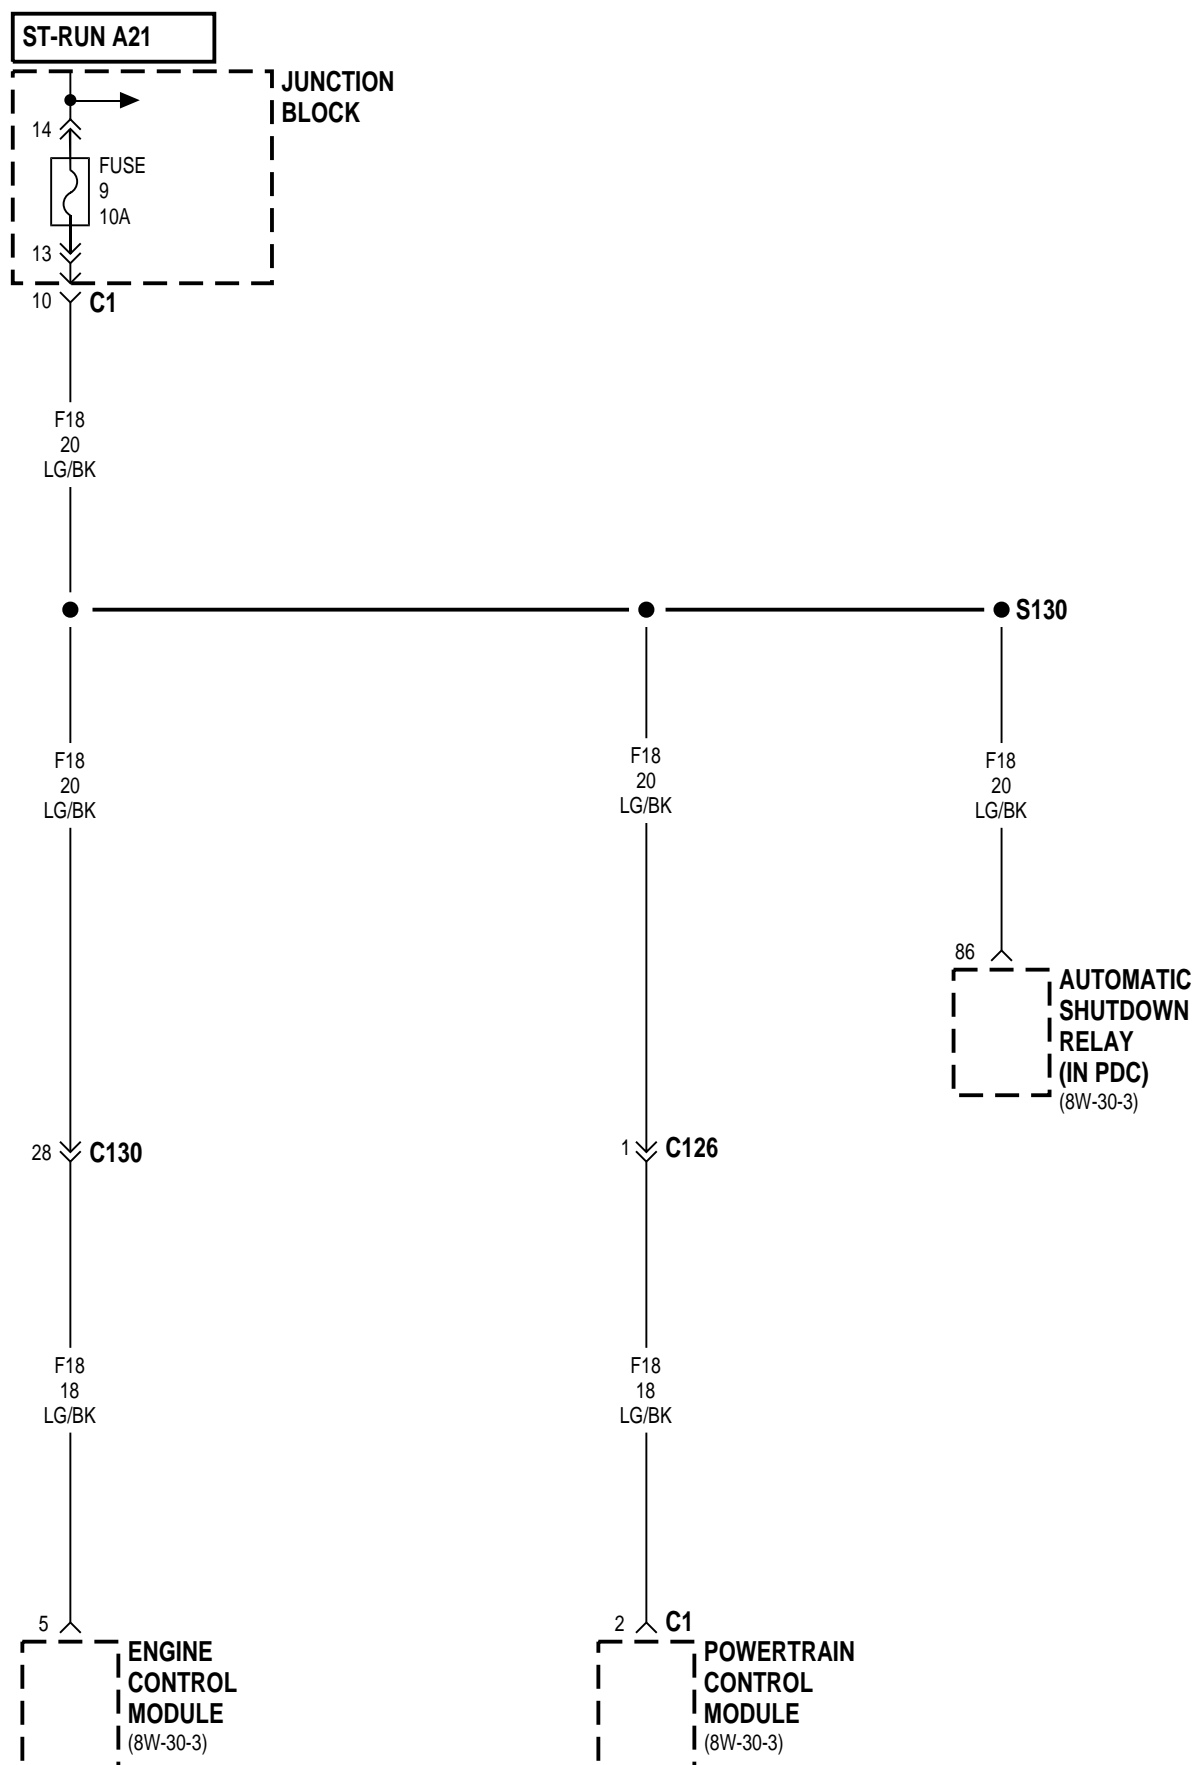 ST-RUN A21
JUNCTION
BLOCK
14
FUSE
9
10A
13
10 C1
F18
20
LG/BK
S130
F18
20
LG/BK
F18
20
LG/BK
F18
20
LG/BK
86
AUTOMATIC
SHUTDOWN
RELAY
(IN PDC)
(8W-30-3)
28 C130
1 C126
F18
18
LG/BK
F18
18
LG/BK
5
ENGINE
CONTROL
MODULE
(8W-30-3)
2 C1
POWERTRAIN
CONTROL
MODULE
(8W-30-3)